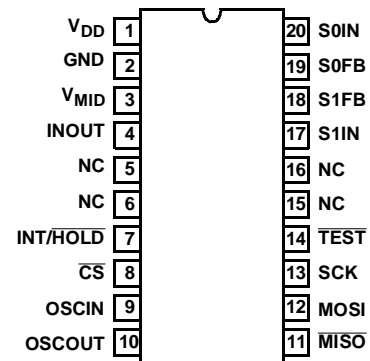 VDD 1 20 S0IN
GND 2 19 S0FB
VMID 3 18 S1FB
INOUT 4 17 S1IN
NC 5 16 NC
NC 6 15 NC
INT/HOLD 7 14 TEST
CS 8 13 SCK
OSCIN 9 12 MOSI
OSCOUT 10 11 MISO